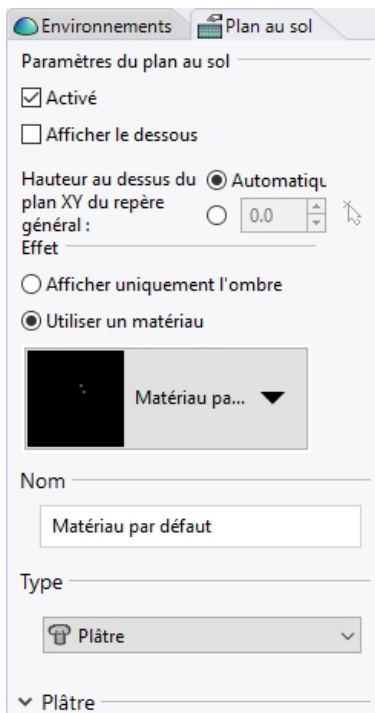 Environnements Plan au sol
Paramètres du plan au sol
Activé
Afficher le dessous
Hauteur au dessus du
plan XY du repère
général :
Automatiqu
0.0
Effet
Afficher uniquement l'ombre
Utiliser un matériau
Matériau pa...
Nom
Matériau par défaut
Type
Plâtre
Plâtre